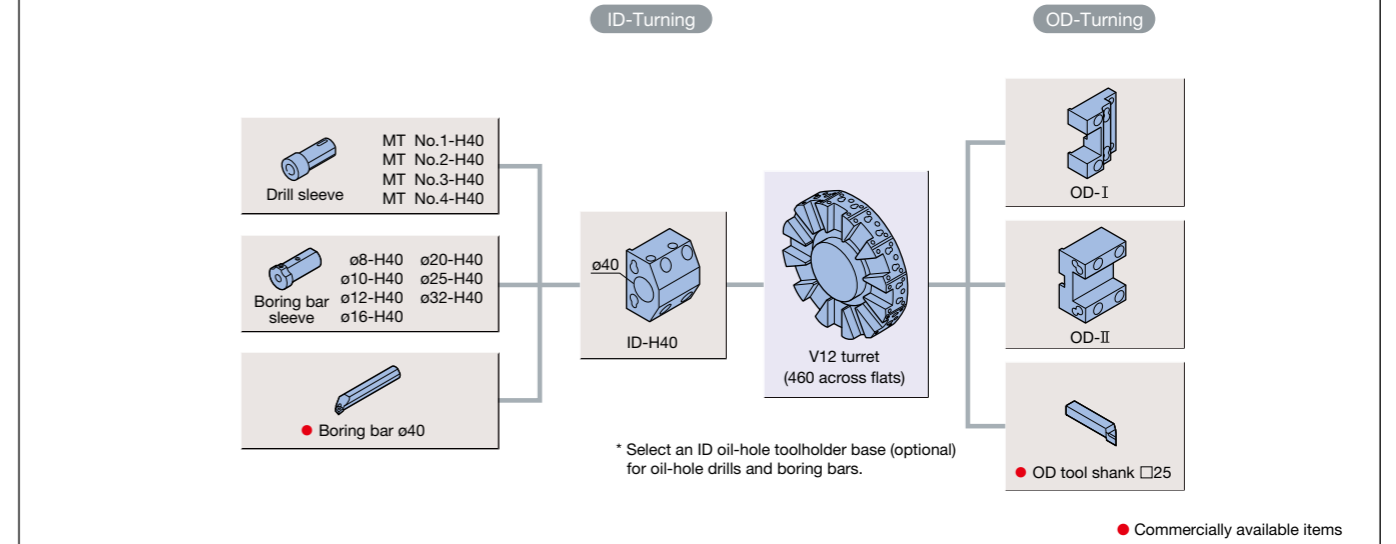 ID-Turning
OD-Turning
MT No.1-H40
MT No.2-H40
MT No.3-H40
MT No.4-H40
Drill sleeve
ø8-H40 ø20-H40
ø10-H40 ø25-H40
ø12-H40 ø32-H40
ø16-H40
Boring bar
sleeve
● Boring bar ø40
ø40
ID-H40
V12 turret
(460 across flats)
OD-Ⅰ
OD-Ⅱ
● OD tool shank □25
* Select an ID oil-hole toolholder base (optional)
for oil-hole drills and boring bars.
● Commercially available items